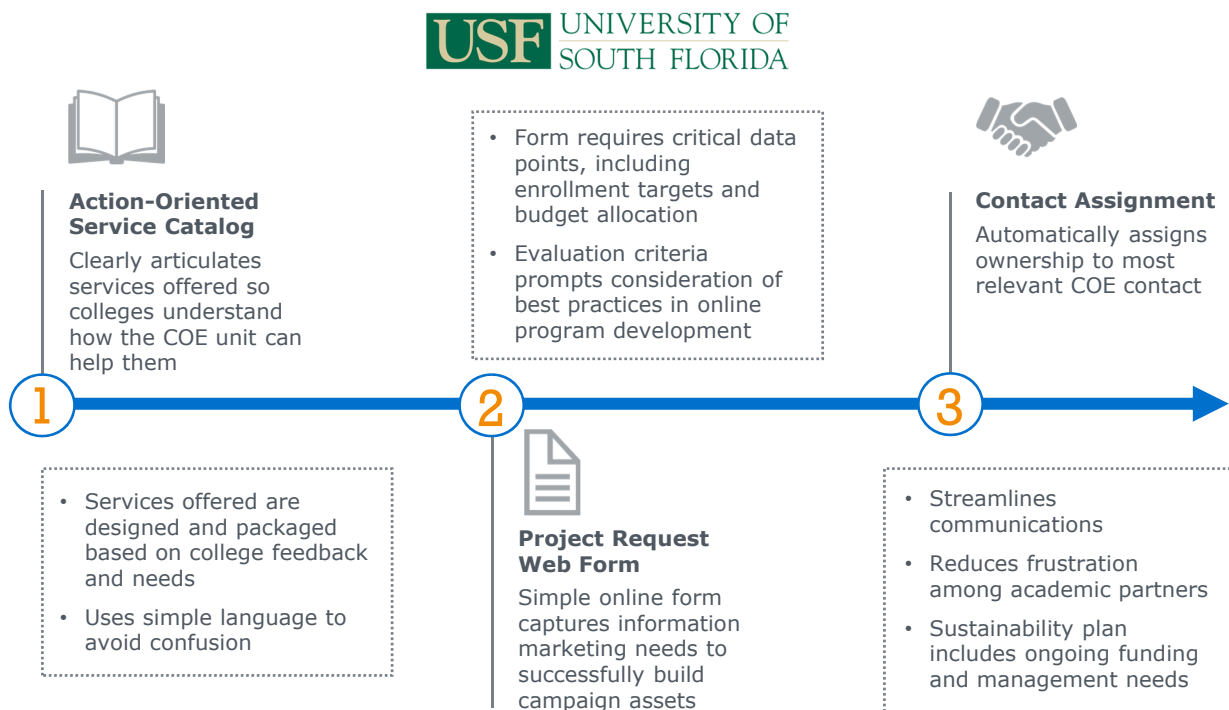 USF UNIVERSITY OF
SOUTH FLORIDA
Action-Oriented
Service Catalog
Clearly articulates
services offered so
colleges understand
how the COE unit can
help them
1
• Services offered are
designed and packaged
based on college feedback
and needs
• Uses simple language to
avoid confusion
• Form requires critical data
points, including
enrollment targets and
budget allocation
• Evaluation criteria
prompts consideration of
best practices in online
program development
2
Project Request
Web Form
Simple online form
captures information
marketing needs to
successfully build
campaign assets
Contact Assignment
Automatically assigns
ownership to most
relevant COE contact
3
• Streamlines
communications
• Reduces frustration
among academic partners
• Sustainability plan
includes ongoing funding
and management needs